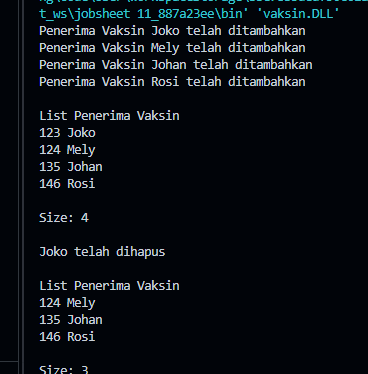 t_ws\jobsheet 11_887a23ee\bin' 'vaksin.DLL'
Penerima Vaksin Joko telah ditambahkan
Penerima Vaksin Mely telah ditambahkan
Penerima Vaksin Johan telah ditambahkan
Penerima Vaksin Rosi telah ditambahkan
List Penerima Vaksin
123 Joko
124 Mely
135 Johan
146 Rosi
Size: 4
Joko telah dihapus
List Penerima Vaksin
124 Mely
135 Johan
146 Rosi
Size: 3